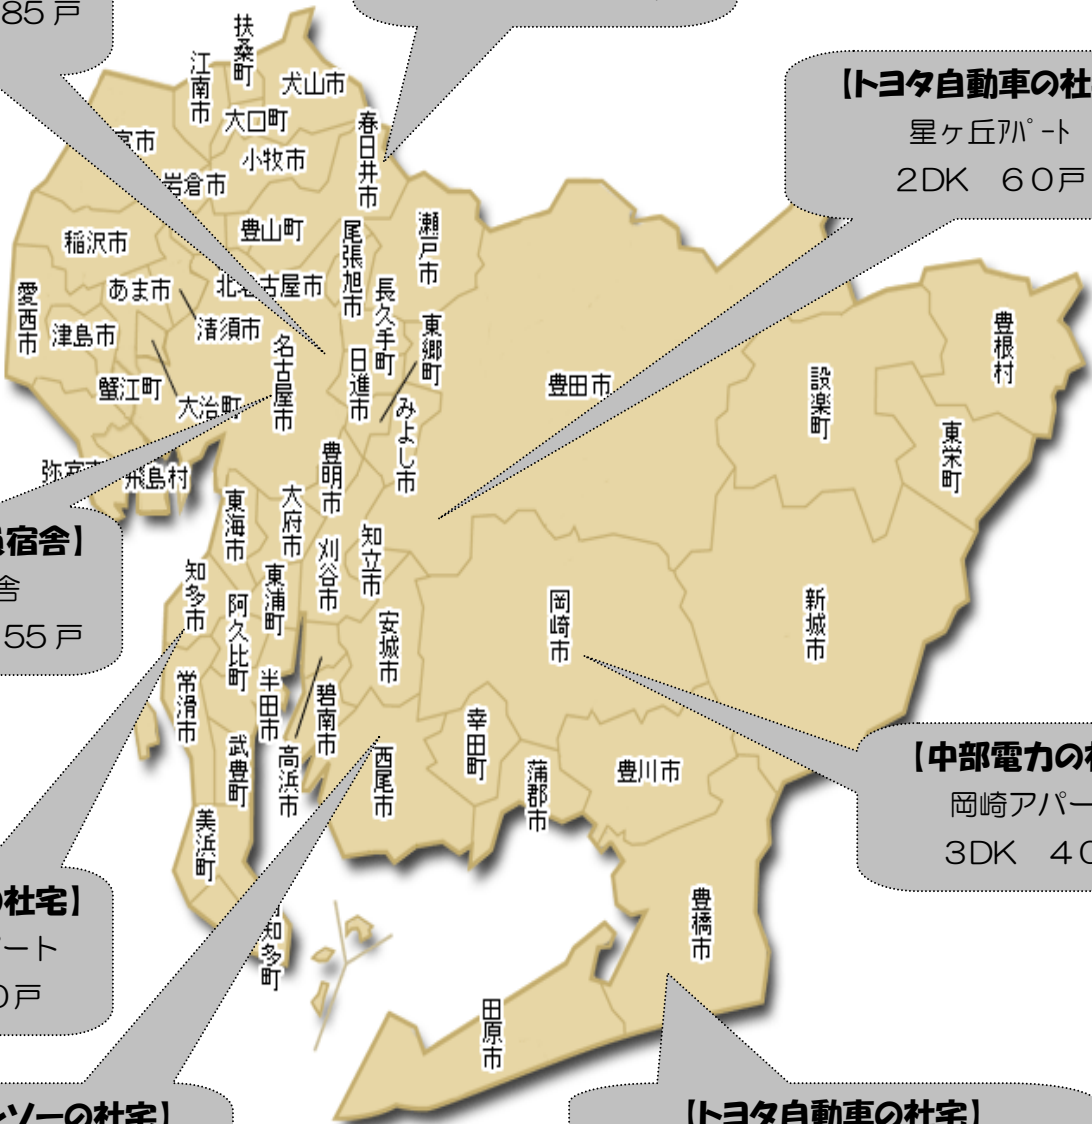 85戸
扶桑町
江南市
犬山市
大口町
春日井市
宮市
小牧市
岩倉市
【トヨタ自動車の社
星ヶ丘ｱﾊﾟｰﾄ
2DK　60戸
稲沢市
豊山町
尾張旭市
瀬戸市
愛西市
あま市
北名古屋市
長久手町
津島市
清須市
東郷町
名古屋市
日進市
豊田市
設楽町
豊根村
蟹江町
大治町
みよし市
東栄町
弥富市
飛島村
豊明市
東海市
大府市
知立市
刈谷市
宿舎】
舎
55戸
知多市
東浦町
阿久比町
安城市
岡崎市
新城市
常滑市
半田市
碧南市
武豊町
高浜市
西尾市
幸田町
蒲郡市
豊川市
【中部電力の社
岡崎アパー
3DK　40
美浜町
の社宅】
ート
0戸
知多町
豊橋市
田原市
ソーの社宅】
【トヨタ自動車の社宅】